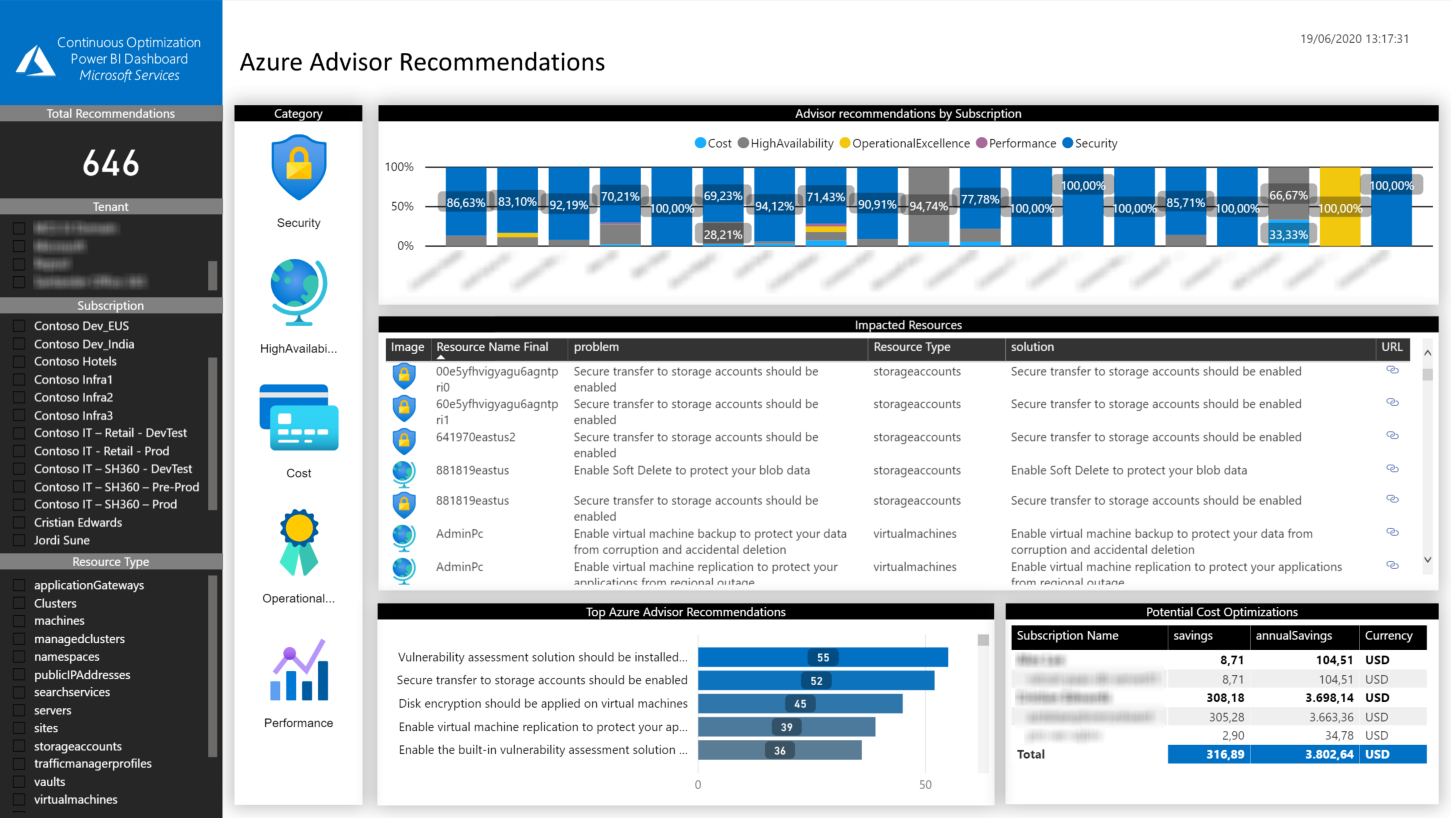 Continuous Optimization
Power BI Dashboard
Microsoft Services
19/06/2020 13:17:31
Azure Advisor Recommendations
Total Recommendations
646
Tenant
Subscription
Contoso Dev_EUS
Contoso Dev_India
Contoso Hotels
Contoso Infra1
Contoso Infra2
Contoso Infra3
Contoso IT – Retail - DevTest
Contoso IT - Retail - Prod
Contoso IT – SH360 - DevTest
Contoso IT – SH360 – Pre-Prod
Contoso IT – SH360 – Prod
Cristian Edwards
Jordi Sune
Resource Type
applicationGateways
Clusters
machines
managedclusters
namespaces
publicIPAddresses
searchservices
servers
sites
storageaccounts
trafficmanagerprofiles
vaults
virtualmachines
Category
Security
HighAvailabi...
Cost
Operational...
Performance
Advisor recommendations by Subscription
Cost HighAvailability OperationalExcellence Performance Security
100%
50%
0%
86,63% 83,10% 92,19% 70,21% 100,00% 69,23% 94,12% 71,43% 90,91% 94,74% 77,78% 100,00% 100,00% 100,00% 85,71% 100,00% 66,67% 100,00% 100,00%
28,21% 33,33%
Impacted Resources
Image Resource Name Final problem Resource Type solution URL
00e5yfhvigyagu6agntp Secure transfer to storage accounts should be storageaccounts Secure transfer to storage accounts should be enabled
ri0 enabled
60e5yfhvigyagu6agntp Secure transfer to storage accounts should be storageaccounts Secure transfer to storage accounts should be enabled
ri1 enabled
641970eastus2 Secure transfer to storage accounts should be storageaccounts Secure transfer to storage accounts should be enabled
enabled
881819eastus Enable Soft Delete to protect your blob data storageaccounts Enable Soft Delete to protect your blob data
881819eastus Secure transfer to storage accounts should be storageaccounts Secure transfer to storage accounts should be enabled
enabled
AdminPc Enable virtual machine backup to protect your data virtualmachines Enable virtual machine backup to protect your data from
from corruption and accidental deletion corruption and accidental deletion
AdminPc Enable virtual machine replication to protect your virtualmachines Enable virtual machine replication to protect your applications
applications from regional outage from regional outage
Top Azure Advisor Recommendations
Vulnerability assessment solution should be installed... 55
Secure transfer to storage accounts should be enabled 52
Disk encryption should be applied on virtual machines 45
Enable virtual machine replication to protect your ap... 39
Enable the built-in vulnerability assessment solution ... 36
0 50
Potential Cost Optimizations
Subscription Name savings annualSavings Currency
8,71 104,51 USD
8,71 104,51 USD
308,18 3.698,14 USD
305,28 3.663,36 USD
2,90 34,78 USD
Total 316,89 3.802,64 USD